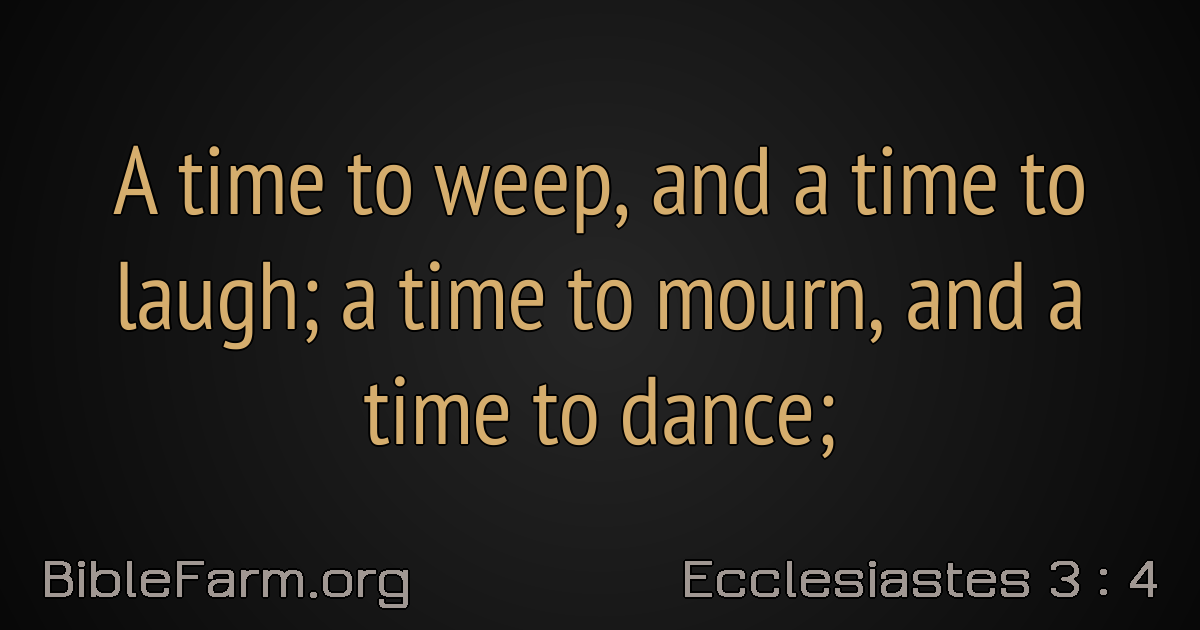 A time to weep, and a time to
laugh; a time to mourn, and a
time to dance;
BibleFarm.org
Ecclesiastes 3 : 4